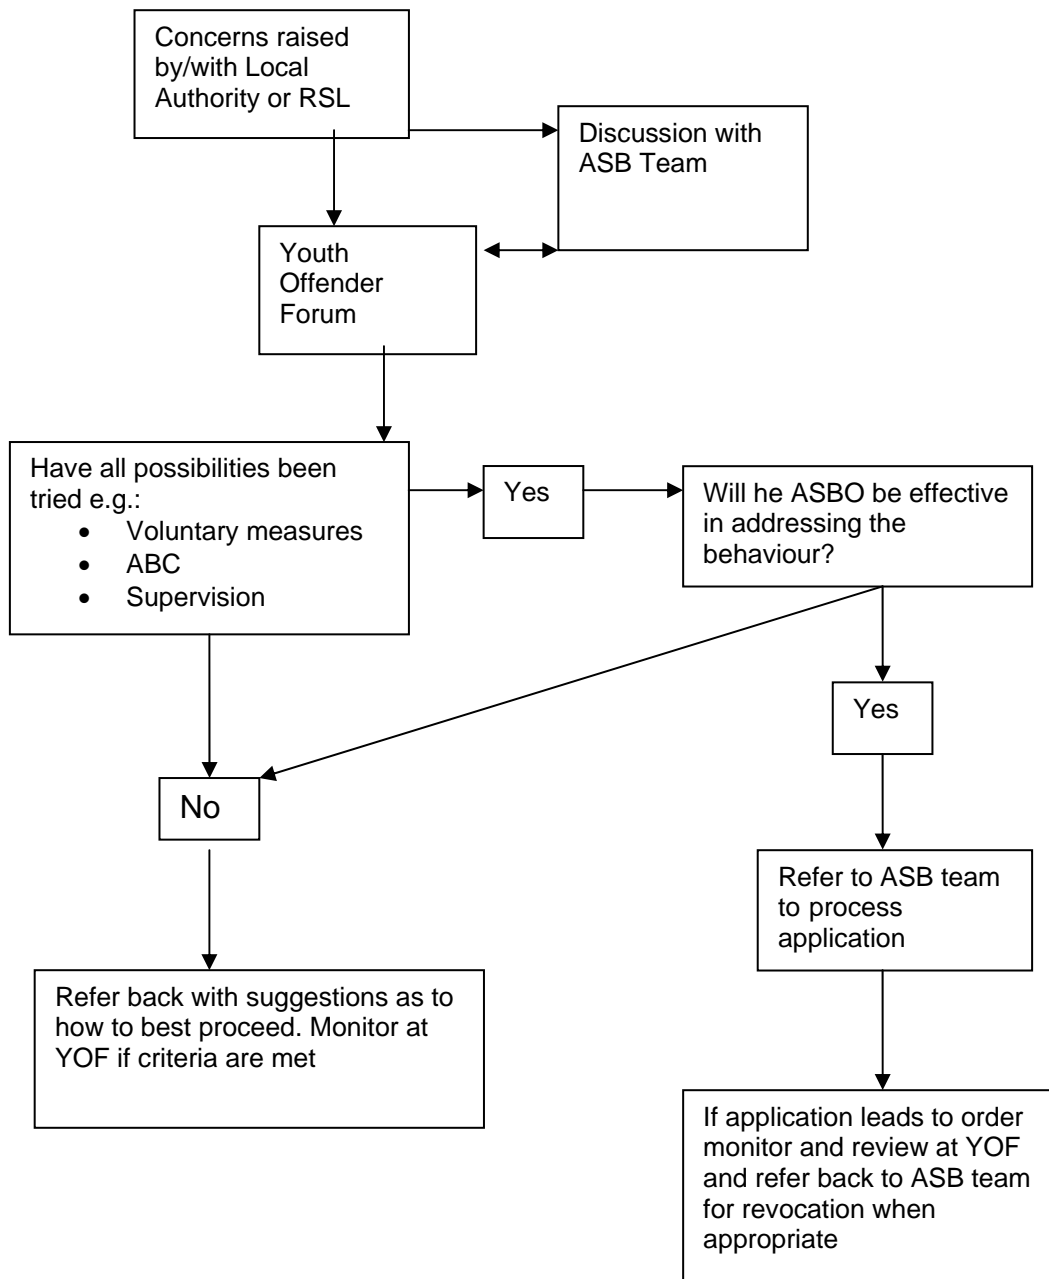 Concerns raised
by/with Local
Authority or RSL
Discussion with
ASB Team
Youth
Offender
Forum
Have all possibilities been
tried e.g.:
• Voluntary measures
• ABC
• Supervision
Yes
Will he ASBO be effective
in addressing the
behaviour?
Yes
No
Refer to ASB team
to process
application
Refer back with suggestions as to
how to best proceed. Monitor at
YOF if criteria are met
If application leads to order
monitor and review at YOF
and refer back to ASB team
for revocation when
appropriate